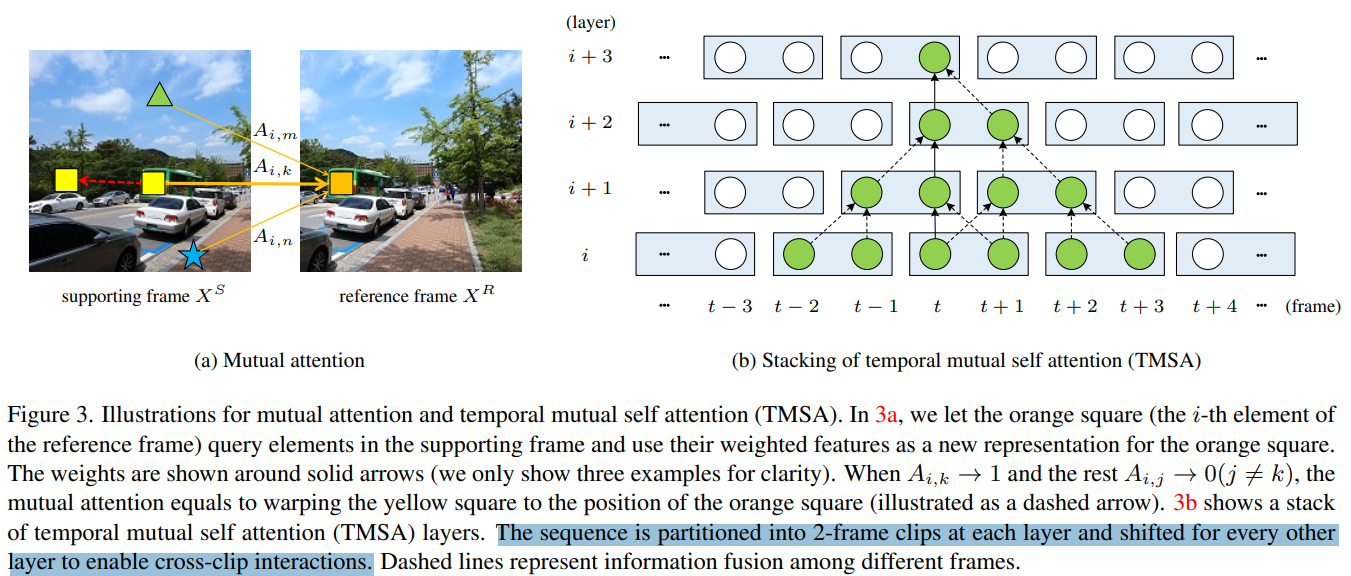 (layer)
i + 3
...
...
i + 2
...
...
i + 1
...
...
i
...
...
... t − 3 t − 2 t − 1 t t + 1 t + 2 t + 3 t + 4 ... (frame)
A_{i,m}
A_{i,k}
A_{i,n}
supporting frame X^S
reference frame X^R
(a) Mutual attention
(b) Stacking of temporal mutual self attention (TMSA)
Figure 3. Illustrations for mutual attention and temporal mutual self attention (TMSA). In 3a, we let the orange square (the i-th element of
the reference frame) query elements in the supporting frame and use their weighted features as a new representation for the orange square.
The weights are shown around solid arrows (we only show three examples for clarity). When A_{i,k} → 1 and the rest A_{i,j} → 0(j ≠ k), the
mutual attention equals to warping the yellow square to the position of the orange square (illustrated as a dashed arrow). 3b shows a stack
of temporal mutual self attention (TMSA) layers. The sequence is partitioned into 2-frame clips at each layer and shifted for every other
layer to enable cross-clip interactions. Dashed lines represent information fusion among different frames.